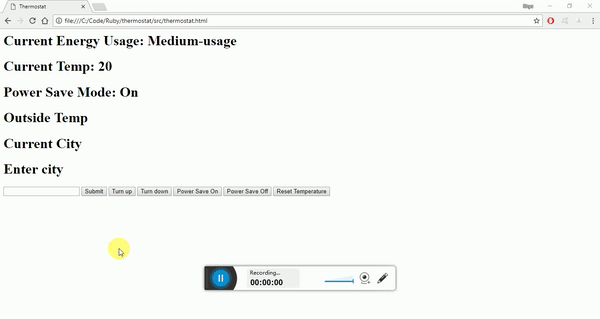 Thermostat
file:///C:/Code/Ruby/thermostat/src/thermostat.html
Current Energy Usage: Medium-usage
Current Temp: 20
Power Save Mode: On
Outside Temp
Current City
Enter city
Submit Turn up Turn down Power Save On Power Save Off Reset Temperature
Recording...
00:00:00